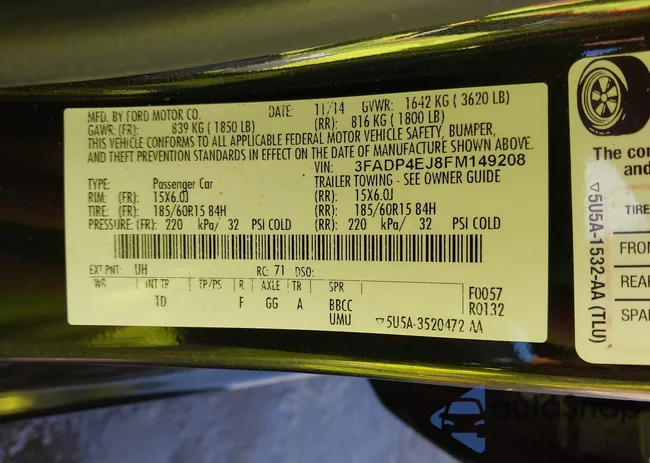 MFD. BY FORD MOTOR CO. DATE: 11/14 GVWR: 1642 KG ( 3620 LB)
GAWR: (FR): 839 KG ( 1850 LB) (RR): 816 KG ( 1800 LB)
THIS VEHICLE CONFORMS TO ALL APPLICABLE FEDERAL MOTOR VEHICLE SAFETY, BUMPER,
AND THEFT PREVENTION STANDARDS IN EFFECT ON THE DATE OF MANUFACTURE SHOWN ABOVE.
VIN: 3FADP4EJ8FM149208
TYPE: Passenger Car TRAILER TOWING - SEE OWNER GUIDE
RIM: (FR): 15X6.0J (RR): 15X6.0J
TIRE: (FR): 185/60R15 84H (RR): 185/60R15 84H
PRESSURE: (FR): 220 kPa/ 32 PSI COLD (RR): 220 kPa/ 32 PSI COLD
EXT PNT: UH RC: 71 DSO:
WB INT TP TP/PS R AXLE TR SPR F0057
1D F GG A BBCC R0132
UMU ▽5U5A-3520472 AA
The con
and
TIRE
FRON
REAR
SPAR
▽5U5A-1532-AA (TLU)